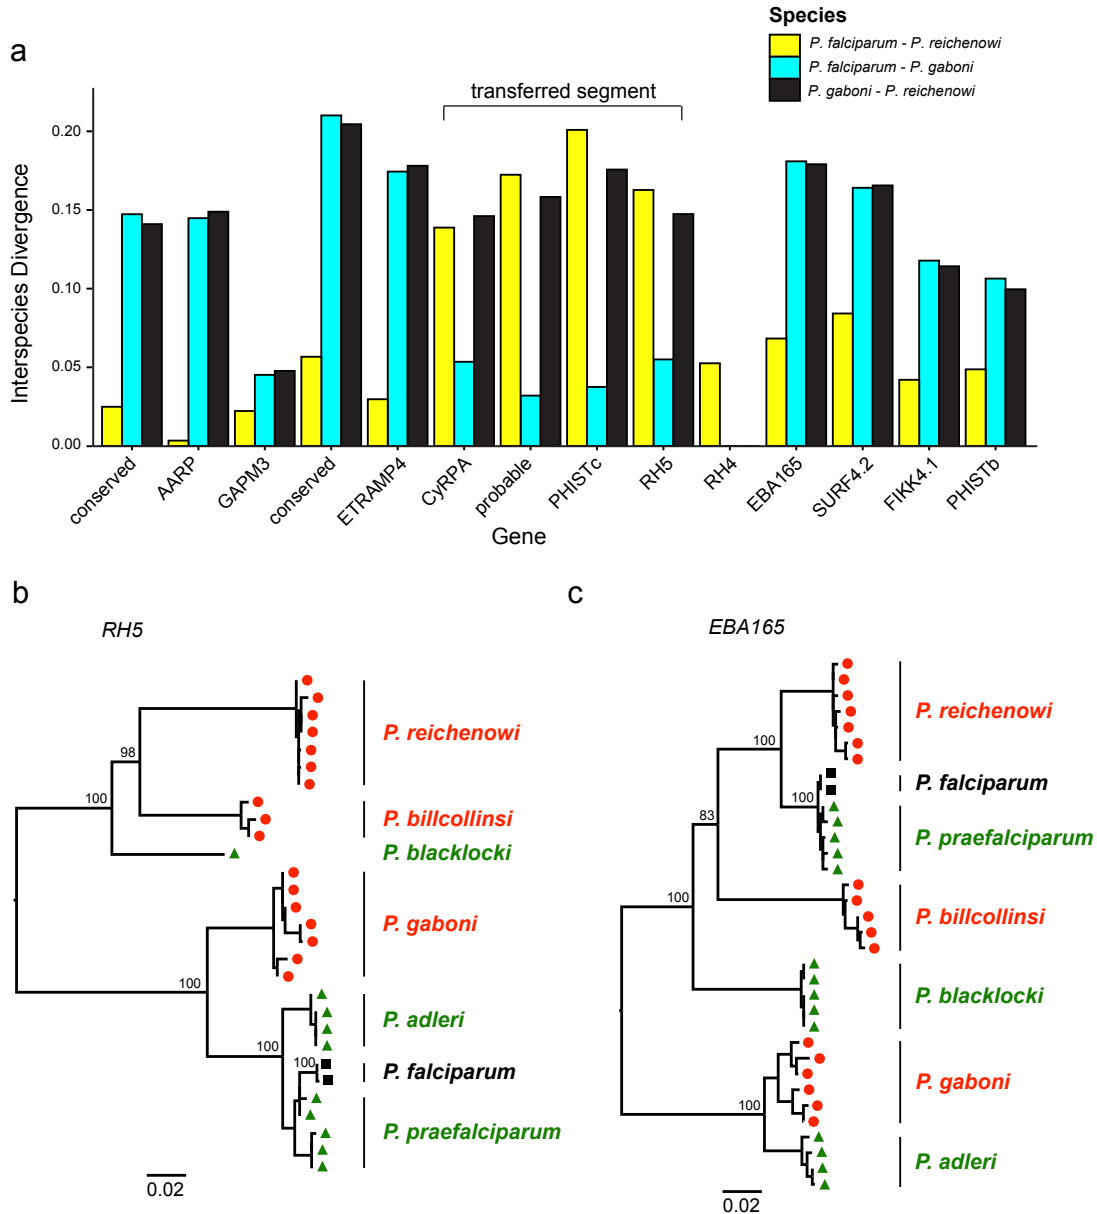 Species
a
P. falciparum - P. reichenowi
P. falciparum - P. gaboni
P. gaboni - P. reichenowi
transferred segment
Interspecies Divergence
0.20
0.15
0.10
0.05
0.00
conserved
AARP
GAPM3
conserved
ETRAMP4
CyRPA
probable
PHISTc
RH5
RH4
EBA165
SURF4.2
FIKK4.1
PHISTb
Gene
b
RH5
98
100
100
100
100
P. reichenowi
P. billcollinsi
P. blacklocki
P. gaboni
P. adleri
P. falciparum
P. praefalciparum
0.02
c
EBA165
100
100
83
100
100
P. reichenowi
P. falciparum
P. praefalciparum
P. billcollinsi
P. blacklocki
P. gaboni
P. adleri
0.02